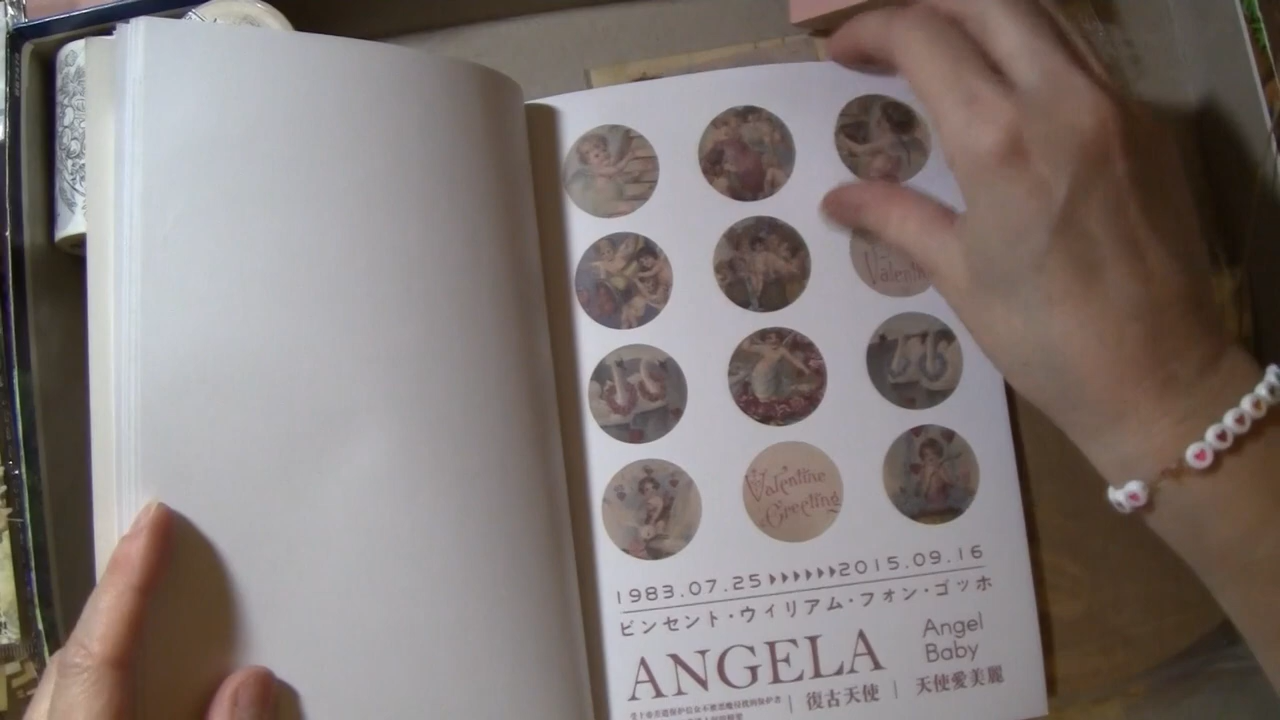 Valentin
Valentine
Greeting
1983.07.25▶▶▶▶▶▶▶2015.09.16
ビンセント・ウィリアム・フォン・ゴッホ
ANGELA
Angel
Baby
復古天使 | 天使愛美麗